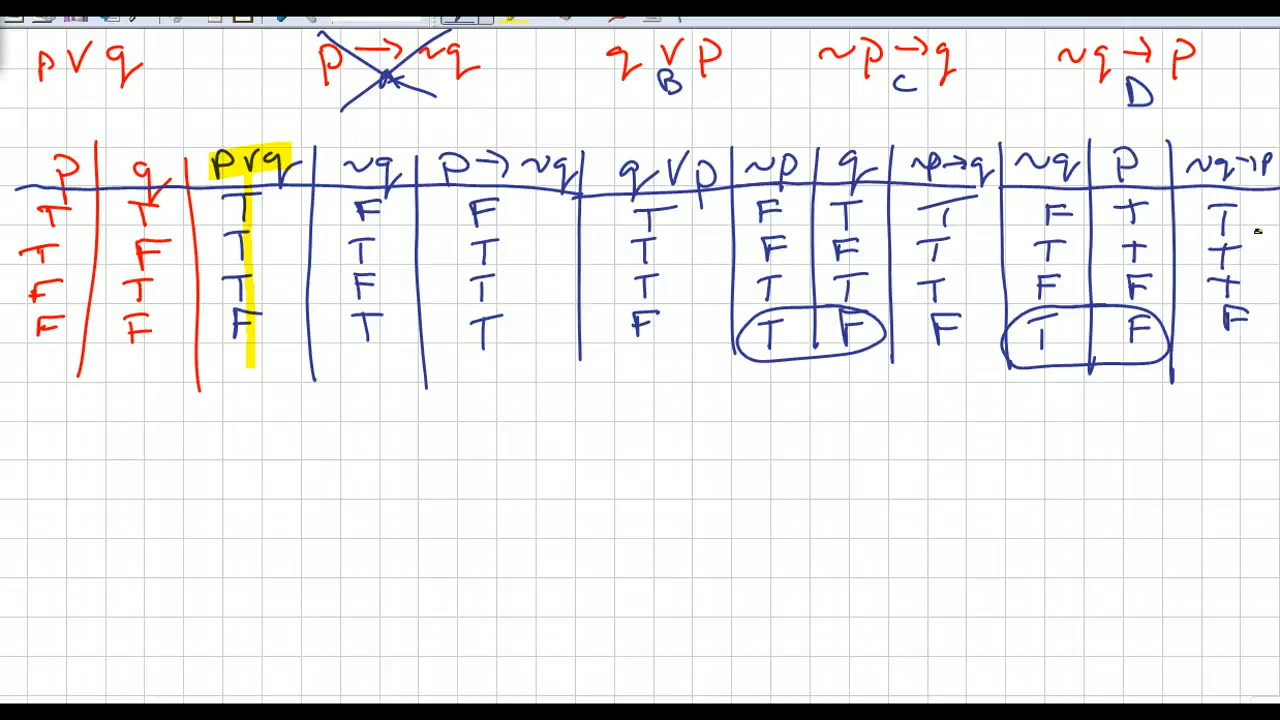 p ∨ q p → ~q q ∨ p ~p → q ~q → p
B C D
p q p ∨ q ~q p → ~q q ∨ p ~p q ~p → q ~q p ~q → p
T T T F F T F T T F T T
T F T T T T F F T T T T
F T T F T T T T T F F T
F F F T T F T F F T F F